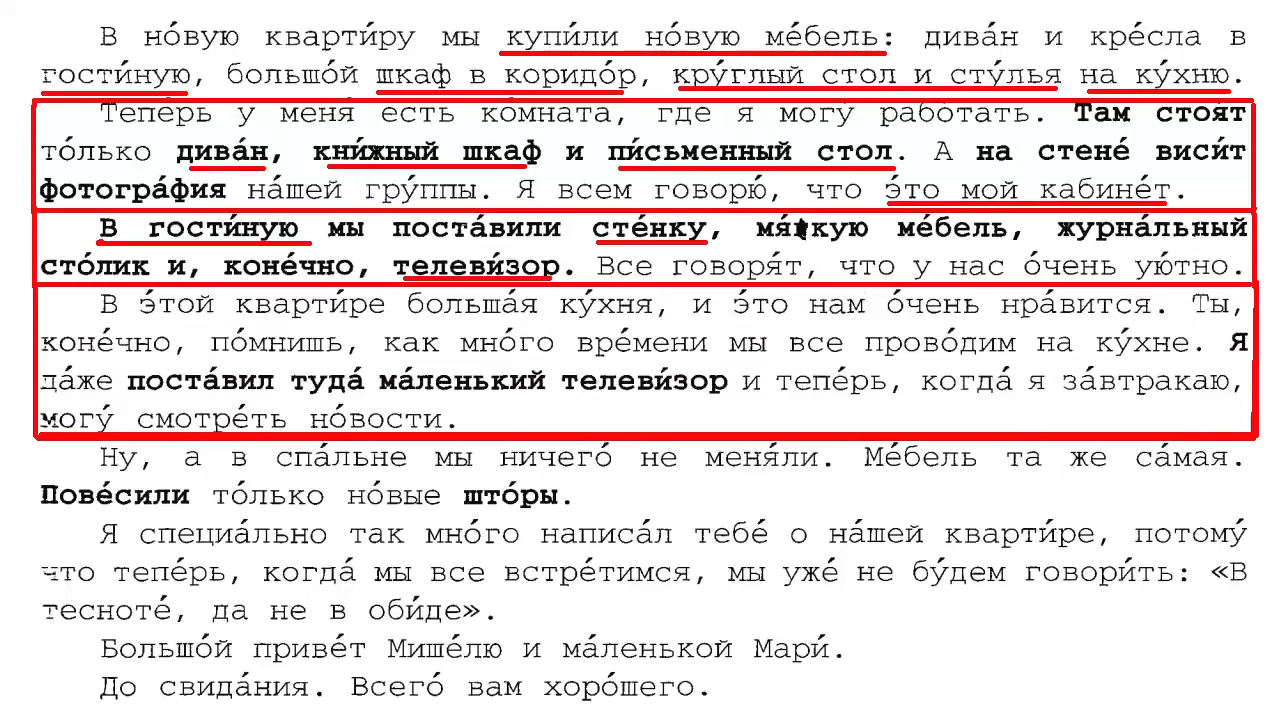 В но́вую кварти́ру мы купи́ли но́вую ме́бель: дива́н и кре́сла в
гости́ную, большо́й шкаф в коридо́р, кру́глый стол и сту́лья на ку́хню.
Тепе́рь у меня́ есть ко́мната, где я могу́ рабо́тать. Там стоя́т
то́лько дива́н, кни́жный шкаф и пи́сьменный стол. А на стене́ виси́т
фотогра́фия на́шей гру́ппы. Я всем говорю́, что э́то мой кабине́т.
В гости́ную мы поста́вили сте́нку, мя́гкую ме́бель, журна́льный
сто́лик и, коне́чно, телеви́зор. Все говоря́т, что у нас о́чень ую́тно.
В э́той кварти́ре больша́я ку́хня, и э́то нам о́чень нра́вится. Ты,
коне́чно, по́мнишь, как мно́го вре́мени мы все прово́дим на ку́хне. Я
да́же поста́вил туда́ ма́ленький телеви́зор и тепе́рь, когда́ я за́втракаю,
могу́ смотре́ть но́вости.
Ну, а в спа́льне мы ничего́ не меня́ли. Ме́бель та же са́мая.
Пове́сили то́лько но́вые што́ры.
Я специа́льно так мно́го написа́л тебе́ о на́шей кварти́ре, потому́
что тепе́рь, когда́ мы все встре́тимся, мы уже́ не бу́дем говори́ть: «В
тесноте́, да не в оби́де».
Большо́й приве́т Мише́лю и ма́ленькой Мари́.
До свида́ния. Всего́ вам хоро́шего.